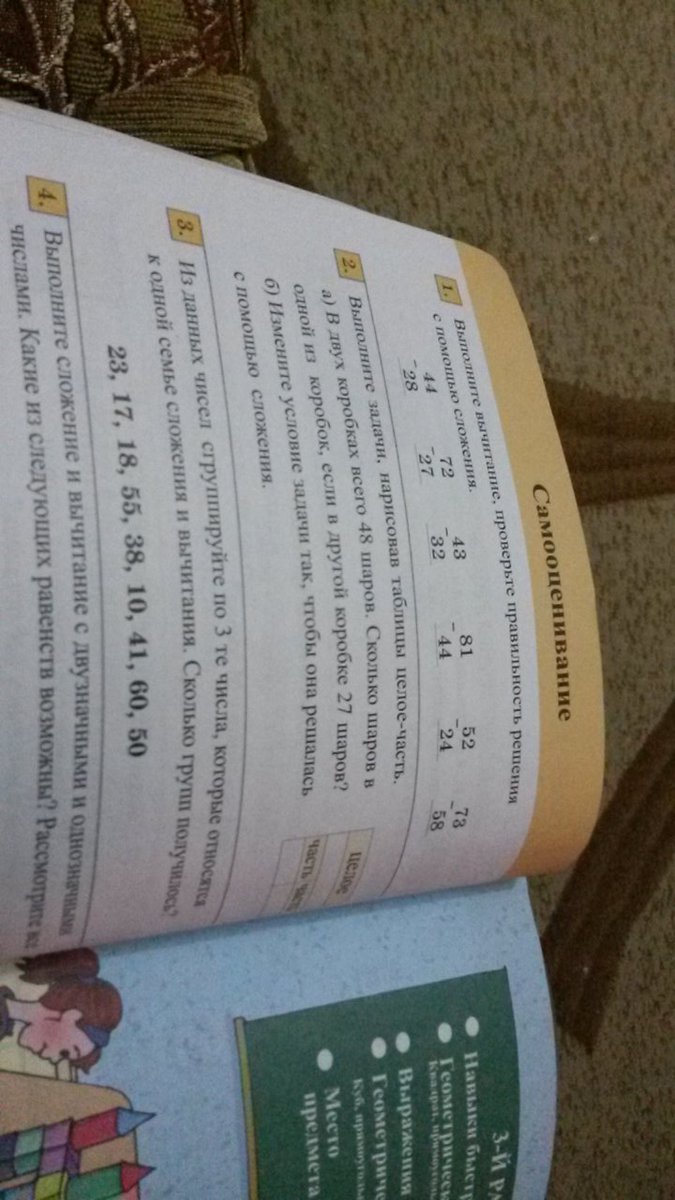 Самооценивание
1. Выполните вычитание, проверьте правильность решения
с помощью сложения.
44 72 43 81 52 73
-28 -27 -32 -44 -24 -58
2. Выполните задачи, нарисовав таблицы целое-часть.
а) В двух коробках всего 48 шаров. Сколько шаров в
одной из коробок, если в другой коробке 27 шаров?
б) Измените условие задачи так, чтобы она решалась
с помощью сложения.
целое
часть
3. Из данных чисел сгруппируйте по 3 те числа, которые относятся
к одной семье сложения и вычитания. Сколько групп получилось?
23, 17, 18, 55, 38, 10, 41, 60, 50
4. Выполните сложение и вычитание с двузначными и однозначными
числами. Какие из следующих равенств возможны? Рассмотрите
3-Й
Навыки
Выражения
Место
предмета